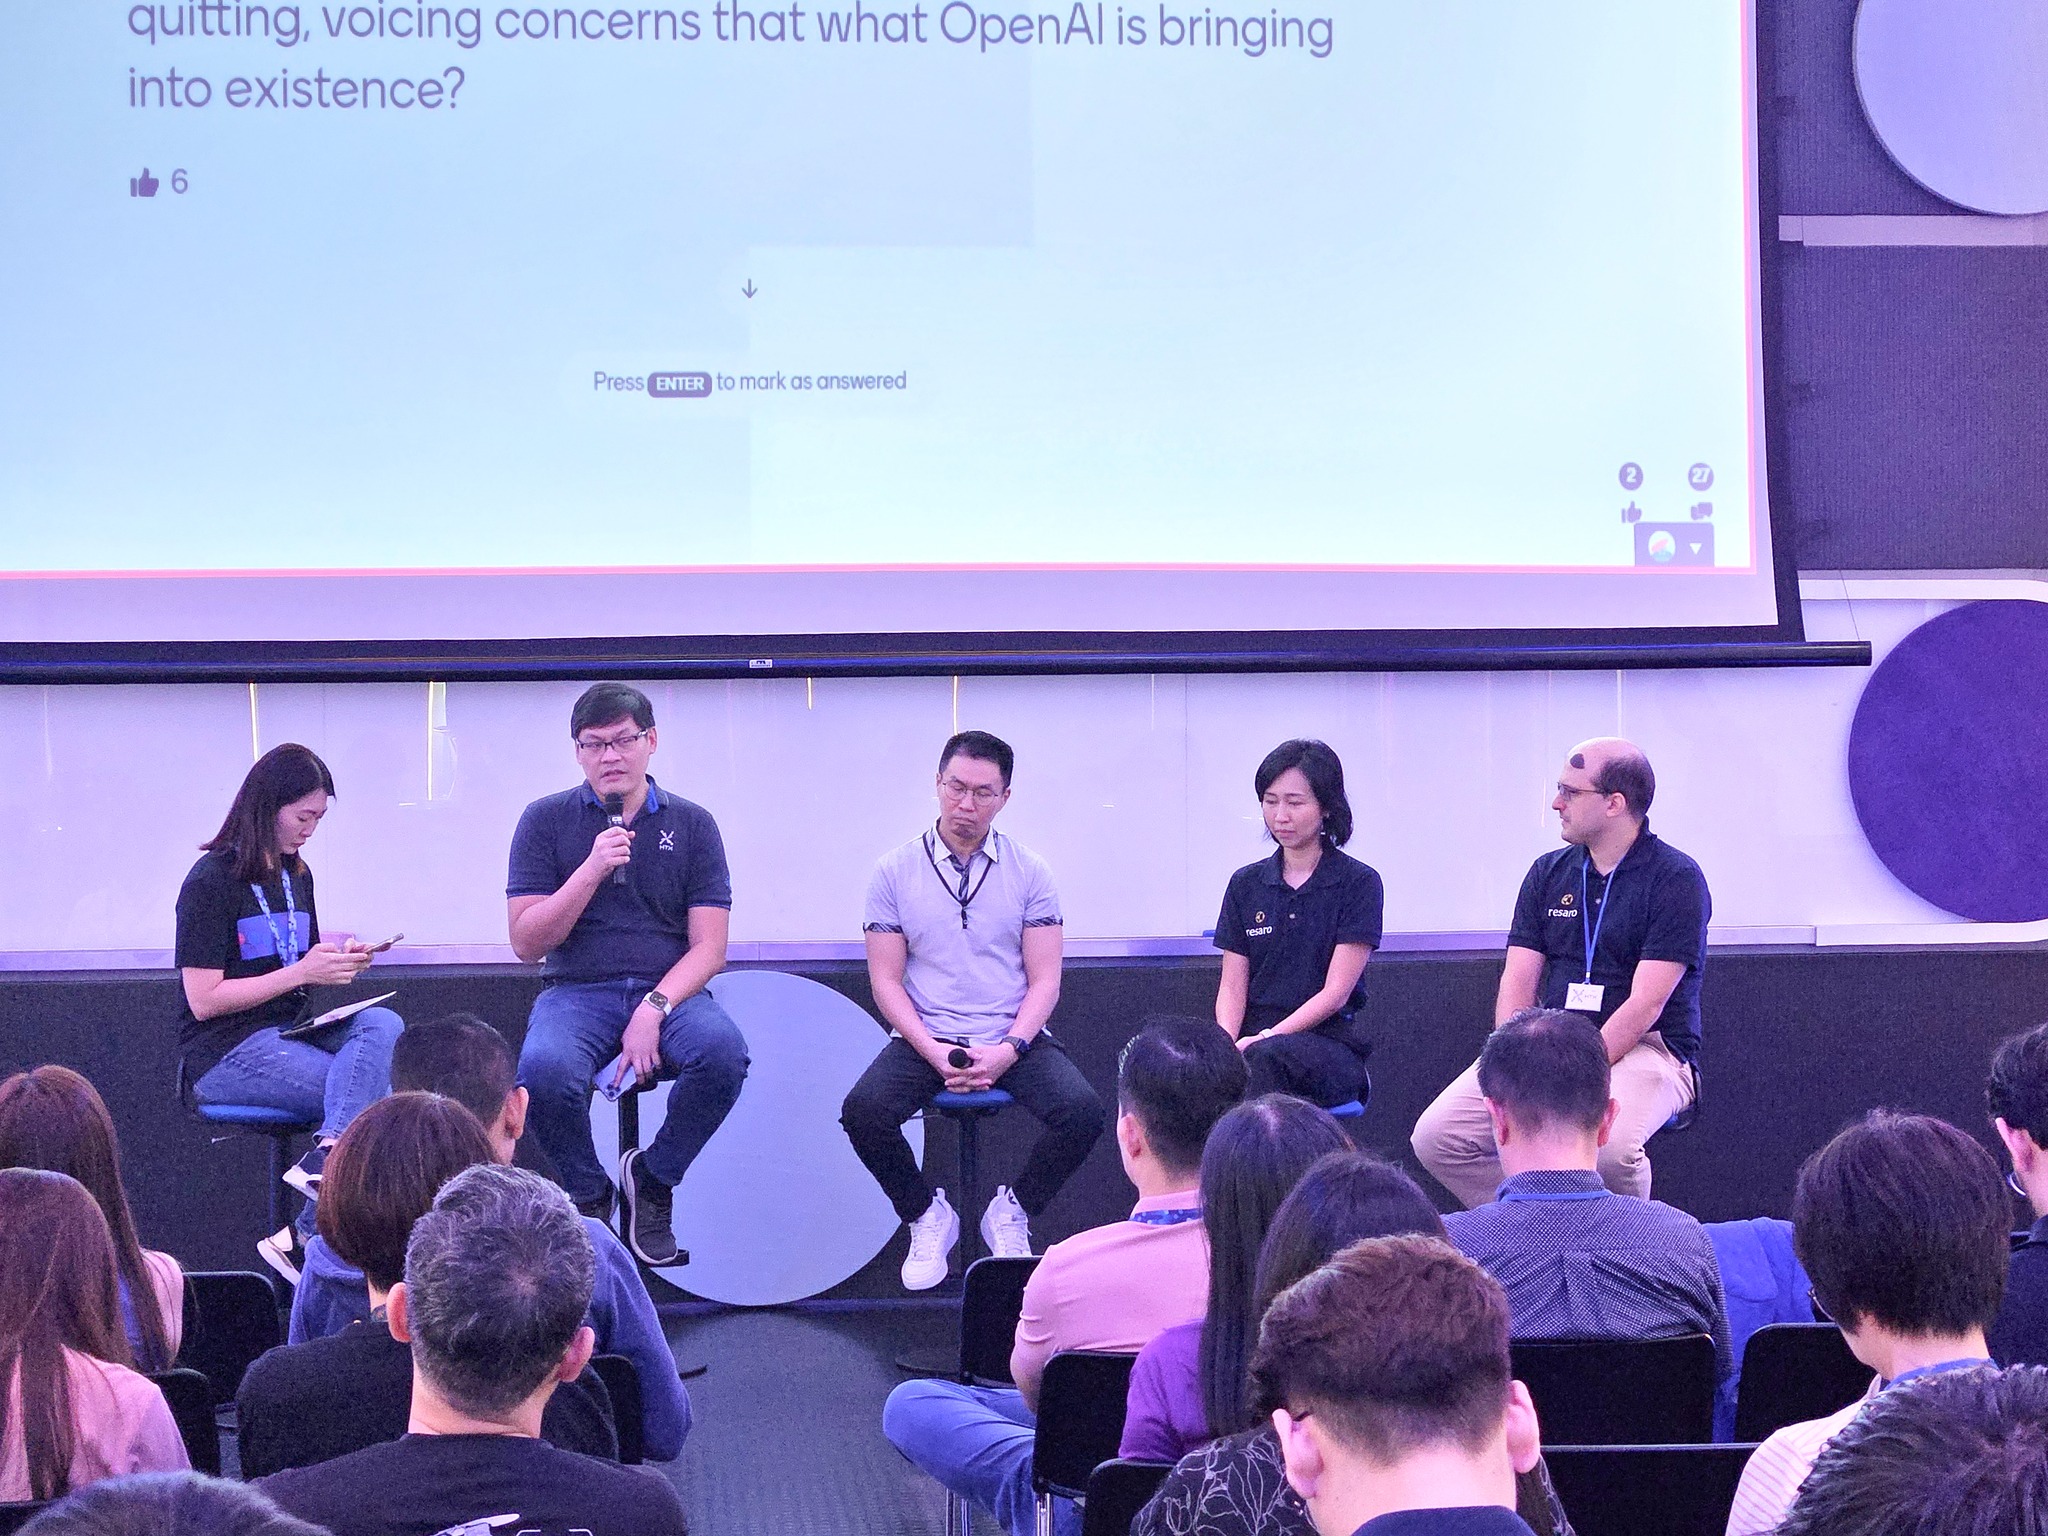 quitting, voicing concerns that what OpenAI is bringing
into existence?
6
Press ENTER to mark as answered
2 27
HTX
resaro
resaro
HTX